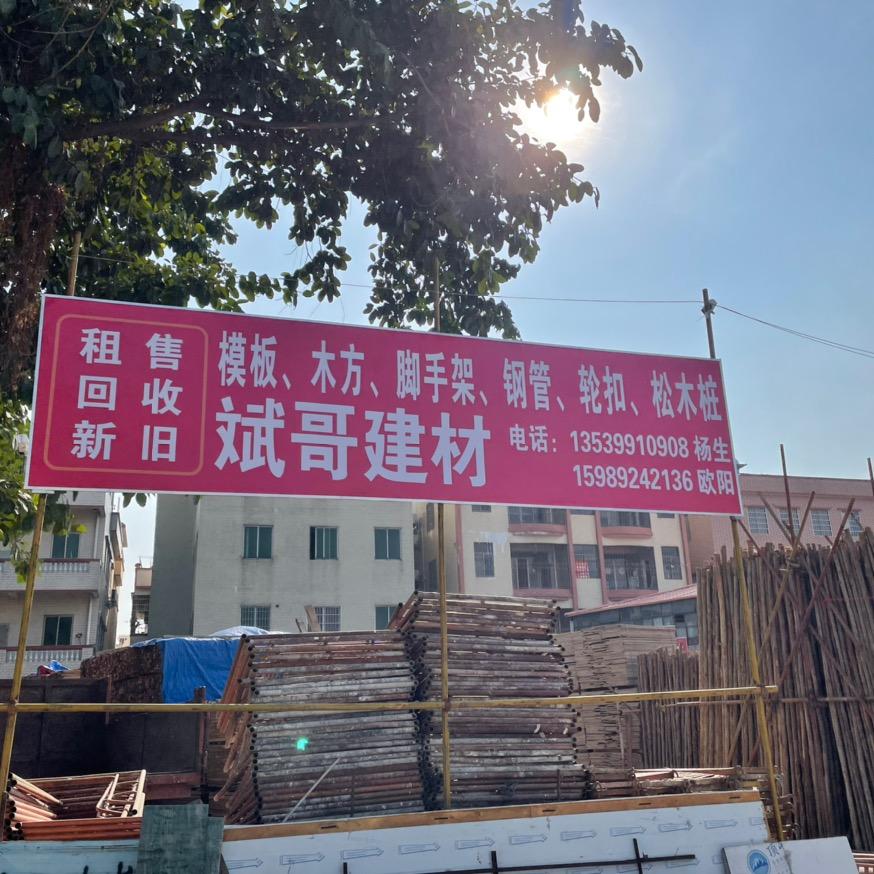 租售
回收
新旧
模板、木方、脚手架、钢管、轮扣、松木桩
斌哥建材
电话：13539910908 杨生
15989242136 欧阳